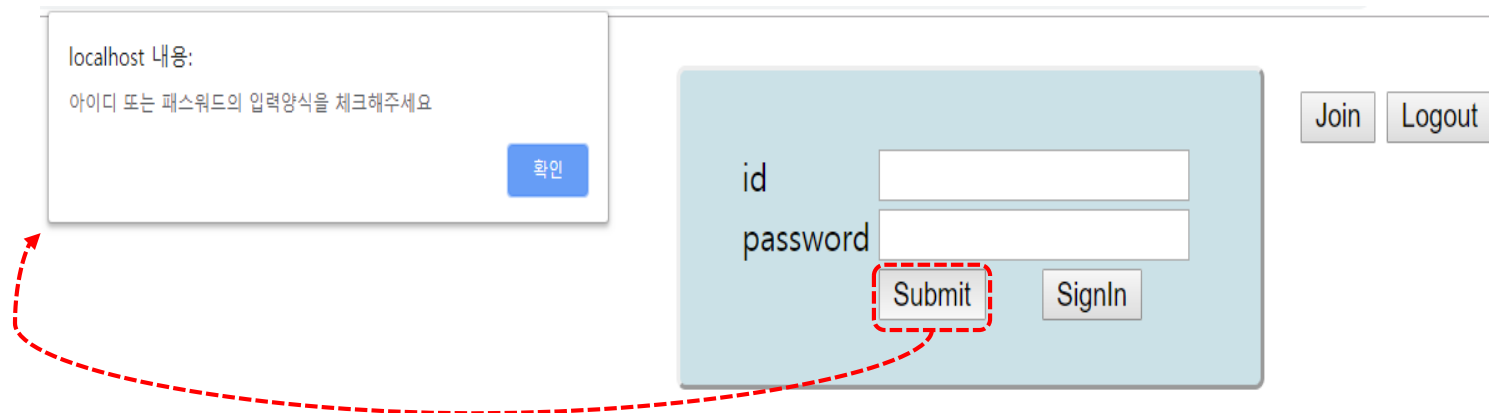 localhost 내용:
아이디 또는 패스워드의 입력양식을 체크해주세요
확인
Join Logout
id
password
Submit SignIn